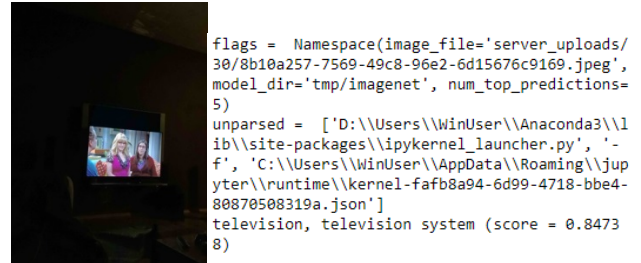 flags =  Namespace(image_file='server_uploads/
30/8b10a257-7569-49c8-96e2-6d15676c9169.jpeg',
model_dir='tmp/imagenet', num_top_predictions=
5)
unparsed =  ['D:\\Users\\WinUser\\Anaconda3\\l
ib\\site-packages\\ipykernel_launcher.py', '-
f', 'C:\\Users\\WinUser\\AppData\\Roaming\\jup
yter\\runtime\\kernel-fafb8a94-6d99-4718-bbe4-
80870508319a.json']
television, television system (score = 0.8473
8)